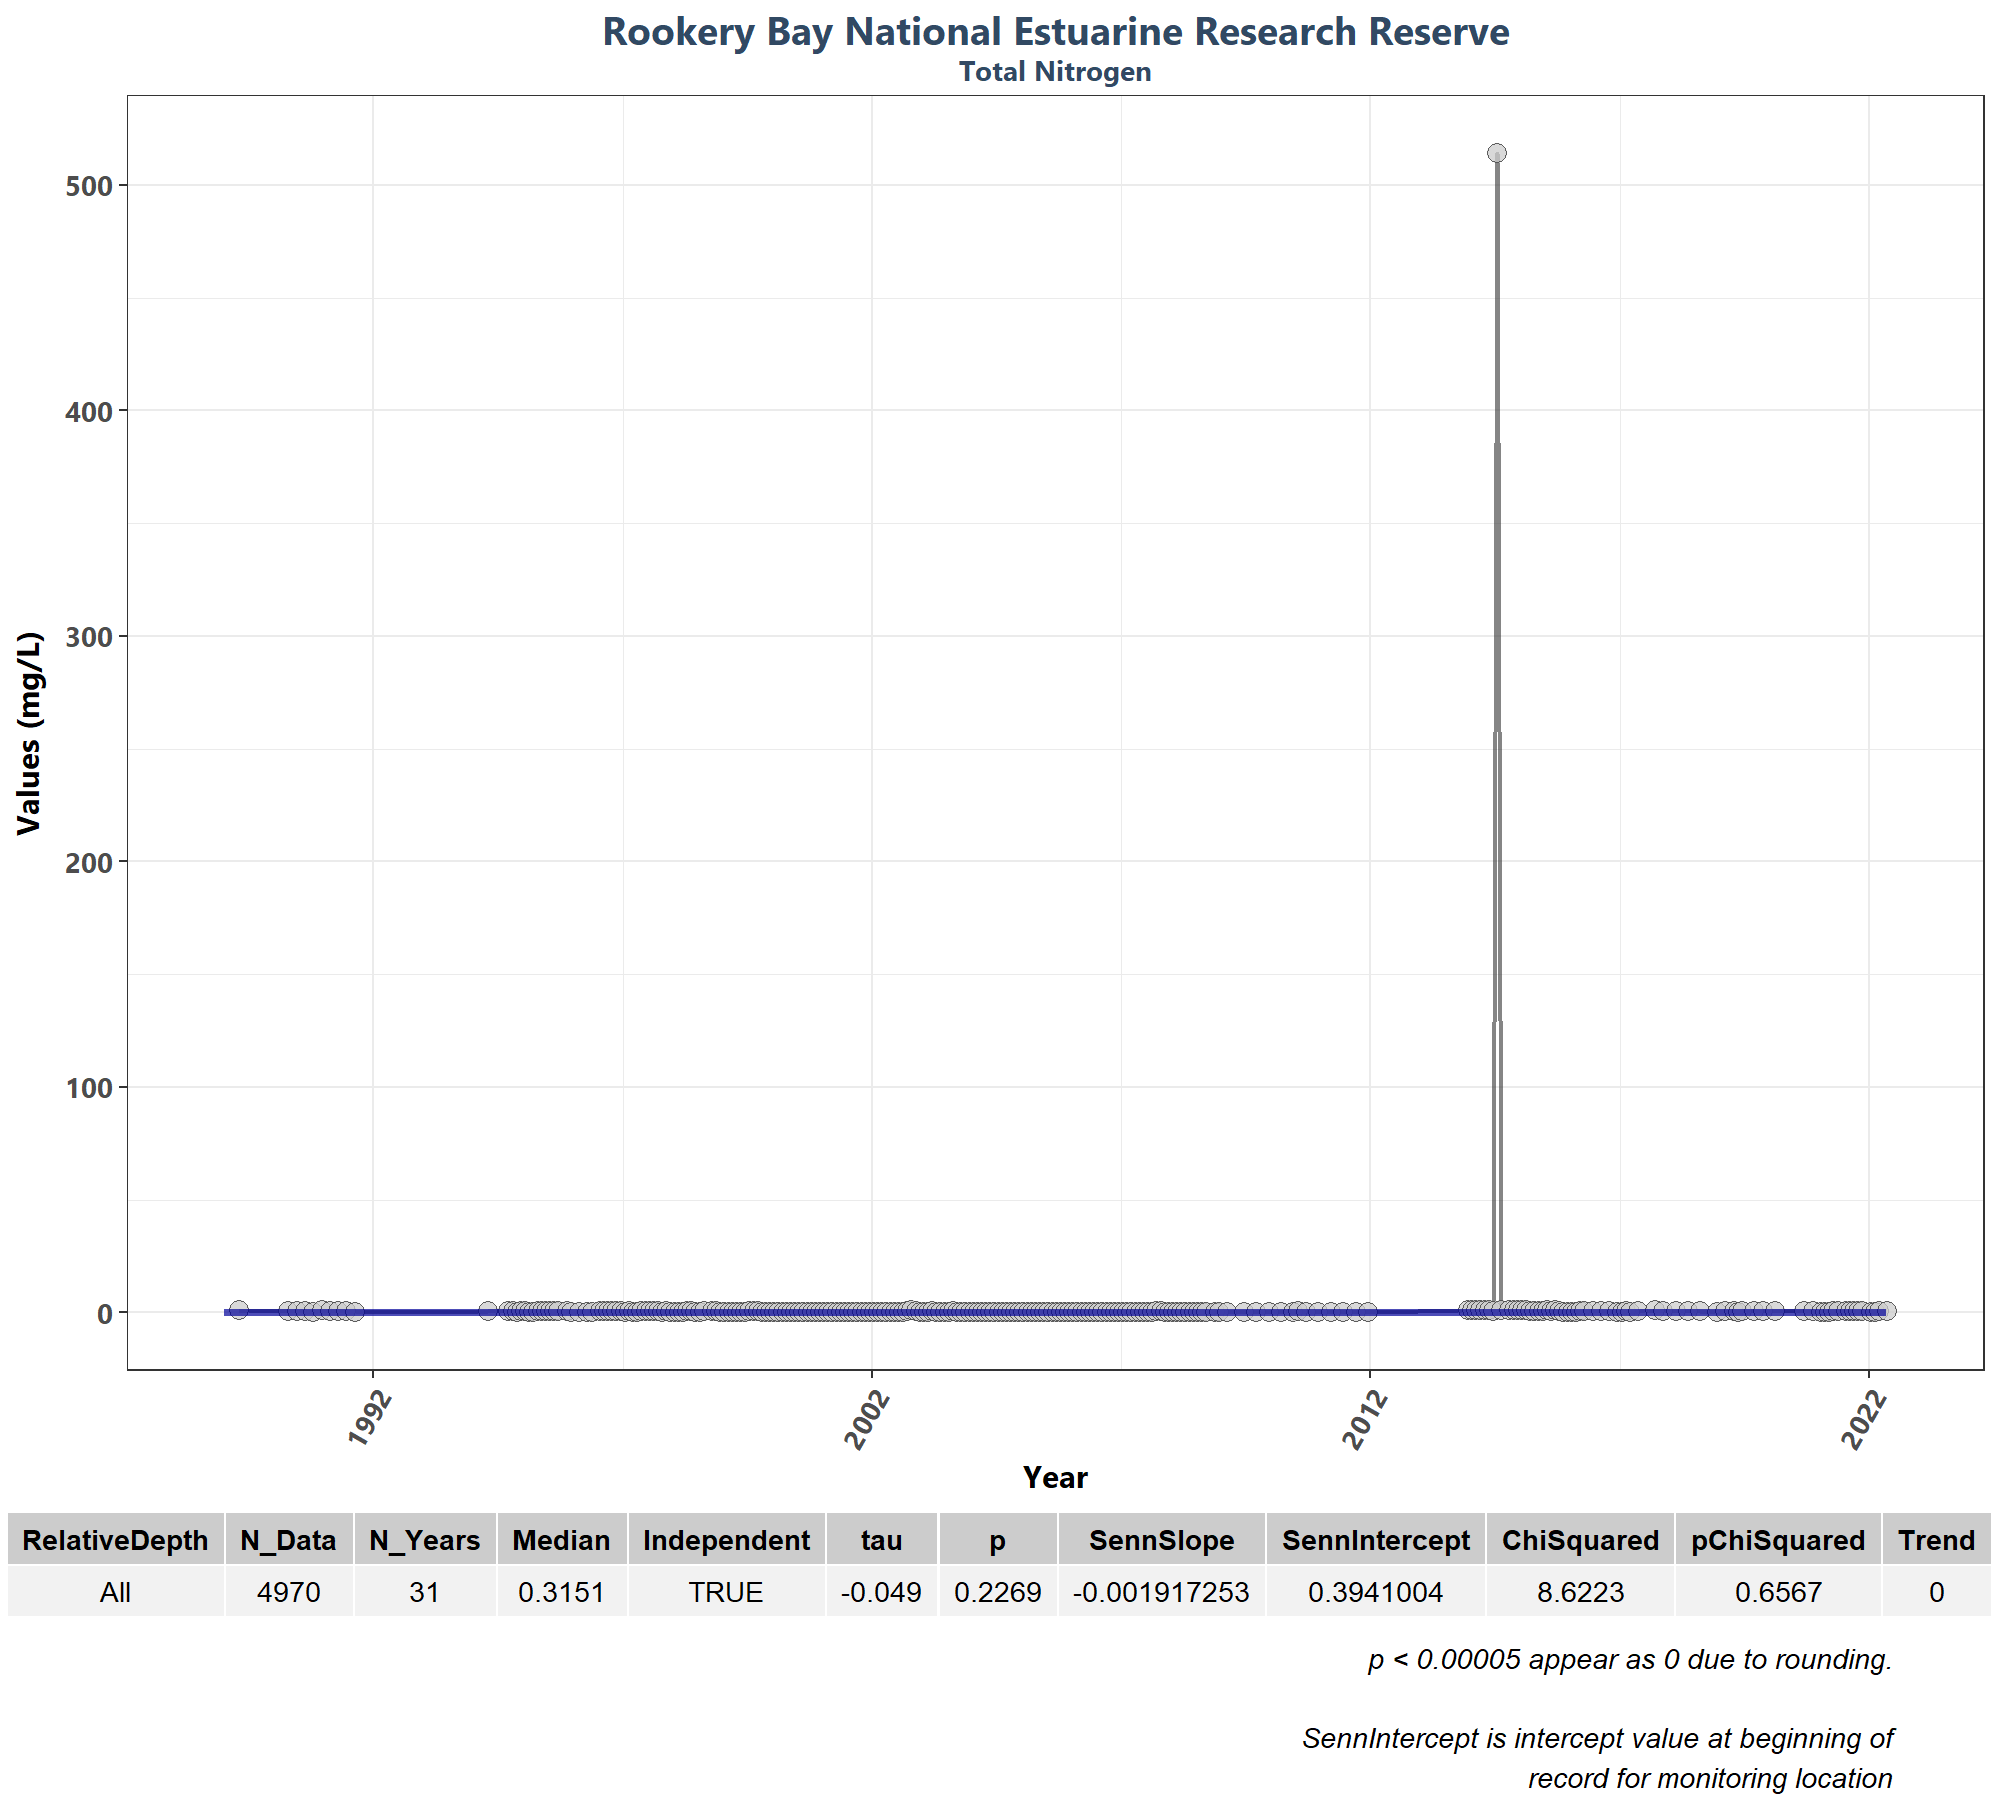 Rookery Bay National Estuarine Research Reserve
Total Nitrogen
Values (mg/L)
500
400
300
200
100
0
1992 2002 2012 2022
Year
RelativeDepth N_Data N_Years Median Independent tau p SennSlope SennIntercept ChiSquared pChiSquared Trend
All 4970 31 0.3151 TRUE -0.049 0.2269 -0.001917253 0.3941004 8.6223 0.6567 0
p < 0.00005 appear as 0 due to rounding.
SennIntercept is intercept value at beginning of
record for monitoring location